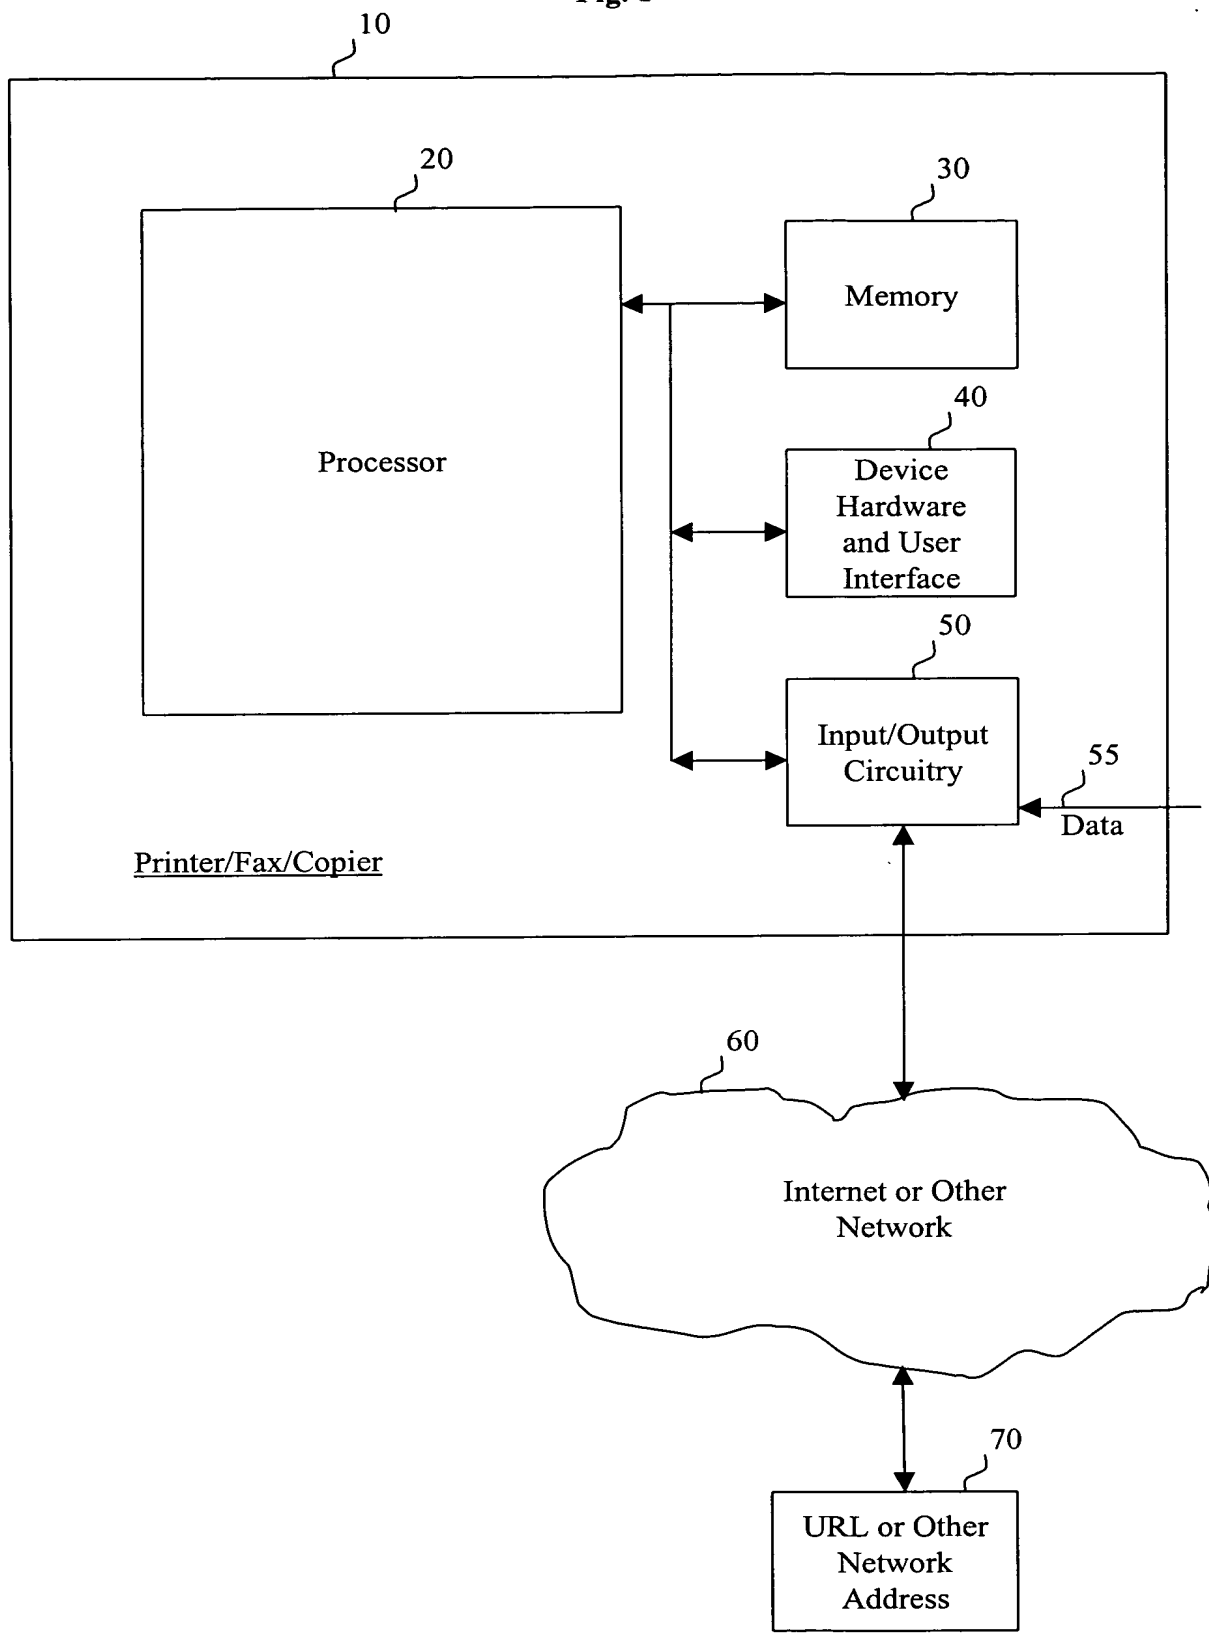 10
20
30
Memory
Processor
40
Device
Hardware
and User
Interface
50
Input/Output
Circuitry
55
Data
Printer/Fax/Copier
60
Internet or Other
Network
70
URL or Other
Network
Address